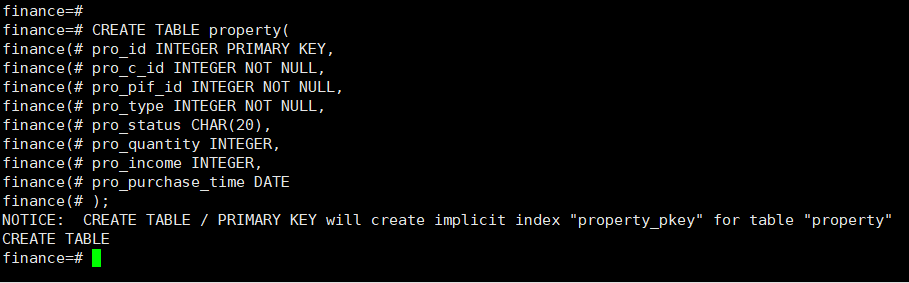 finance=#
finance=# CREATE TABLE property(
finance(# pro_id INTEGER PRIMARY KEY,
finance(# pro_c_id INTEGER NOT NULL,
finance(# pro_pif_id INTEGER NOT NULL,
finance(# pro_type INTEGER NOT NULL,
finance(# pro_status CHAR(20),
finance(# pro_quantity INTEGER,
finance(# pro_income INTEGER,
finance(# pro_purchase_time DATE
finance(# );
NOTICE:  CREATE TABLE / PRIMARY KEY will create implicit index "property_pkey" for table "property"
CREATE TABLE
finance=#